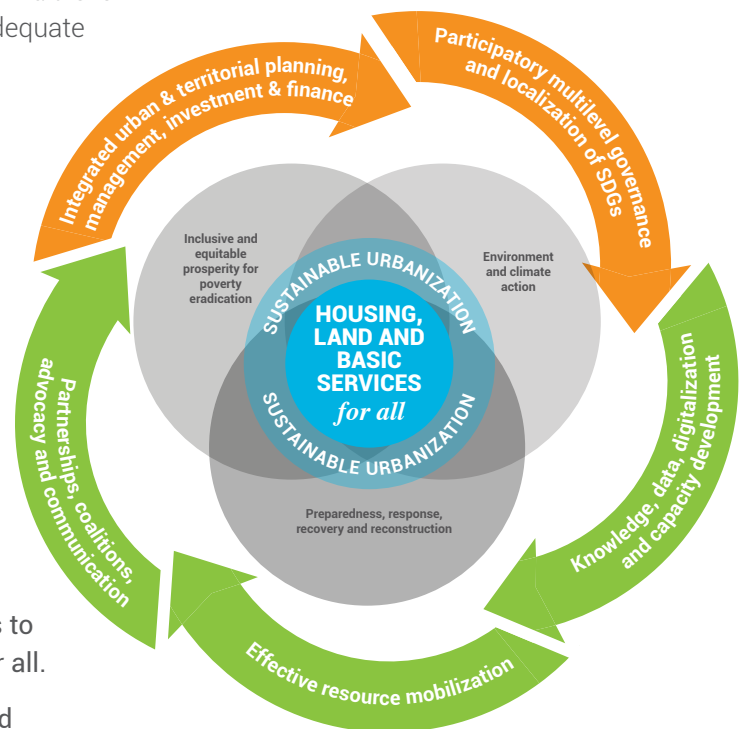 dequate
Integrated urban & territorial planning,
management, investment & finance
Participatory multilevel governance
and localization of SDGs
Inclusive and
equitable
prosperity for
poverty
eradication
Environment
and climate
action
SUSTAINABLE URBANIZATION
HOUSING,
LAND AND
BASIC
SERVICES
for all
SUSTAINABLE URBANIZATION
Preparedness, response,
recovery and reconstruction
Knowledge, data, digitalization
and capacity development
Partnerships, coalitions,
advocacy and communication
Effective resource mobilization
s to
r all.
d